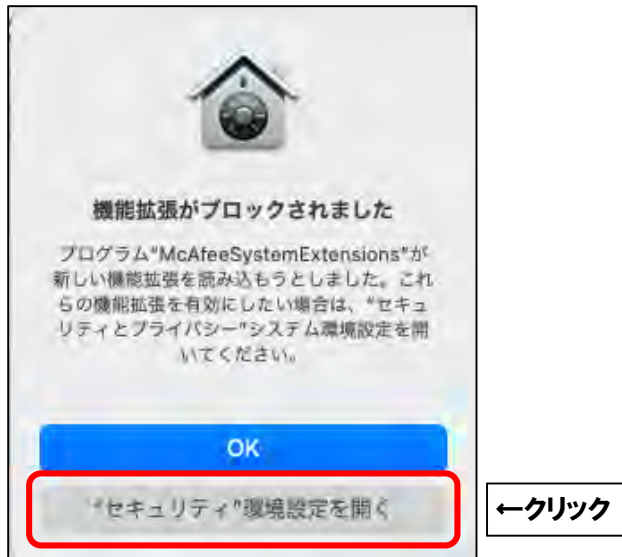 機能拡張がブロックされました
プログラム"McAfeeSystemExtensions"が
新しい機能拡張を読み込もうとしました。これ
らの機能拡張を有効にしたい場合は、"セキュ
リティとプライバシー"システム環境設定を開
いてください。
OK
"セキュリティ"環境設定を開く
←クリック